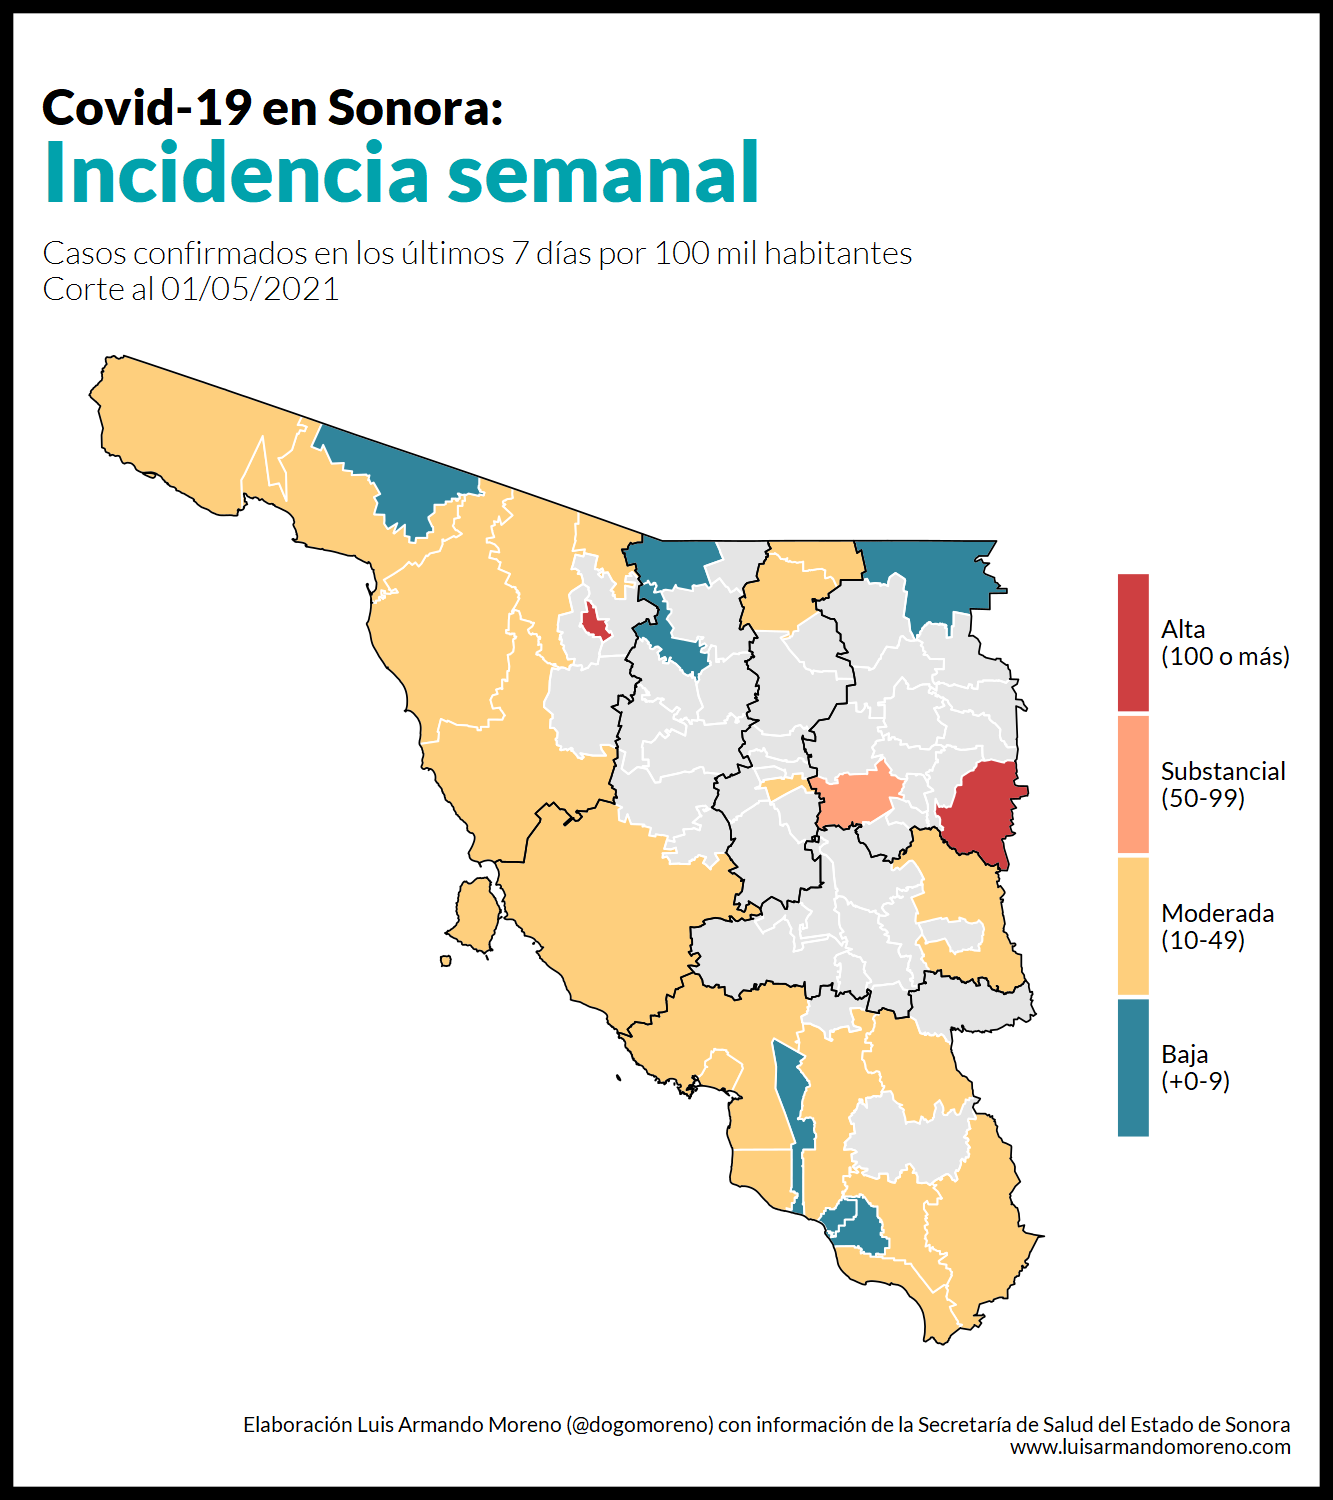 Covid-19 en Sonora:
Incidencia semanal
Casos confirmados en los últimos 7 días por 100 mil habitantes
Corte al 01/05/2021
Alta
(100 o más)
Substancial
(50-99)
Moderada
(10-49)
Baja
(+0-9)
Elaboración Luis Armando Moreno (@dogomoreno) con información de la Secretaría de Salud del Estado de Sonora
www.luisarmandomoreno.com